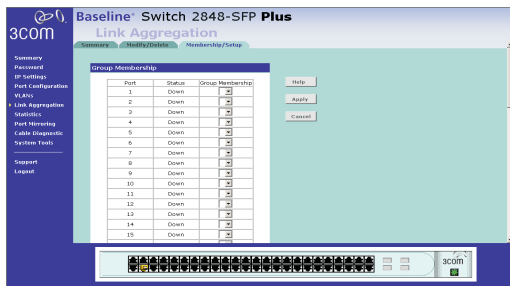 3COM
Baseline* Switch 2848-SFP Plus
Link Aggregation
Summary Modify/Delete Membership/Setup
Summary
Password
IP Settings
Port Configuration
VLANs
Link Aggregation
Statistics
Port Mirroring
Cable Diagnostic
System Tools
Support
Logout
Group Membership
Port Status Group Membership
1 Down
2 Down
3 Down
4 Down
5 Down
6 Down
7 Down
8 Down
9 Down
10 Down
11 Down
12 Down
13 Down
14 Down
15 Down
Help
Apply
Cancel
3com